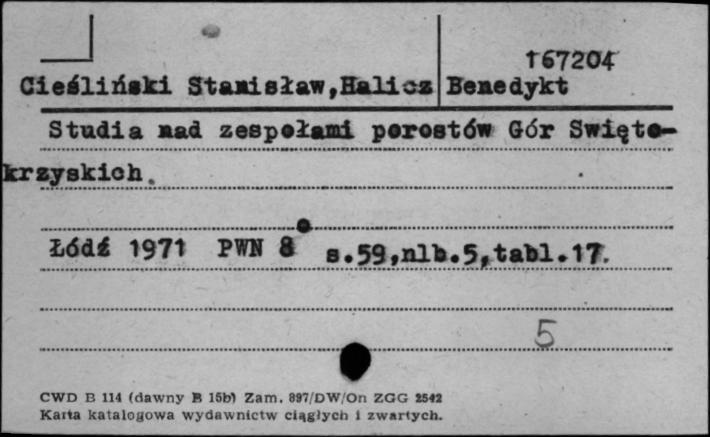 167204
Cieśliński Stanisław,Halicz Benedykt
Studia nad zespołami porostów Gór Święto-
krzyskich.
Łódź 1971 PWN 8° s.59,nlb.5,tabl.17.
5
CWD B 114 (dawny B 15b) Zam. 897/DW/On ZGG 2542
Karta katalogowa wydawnictw ciągłych i zwartych.